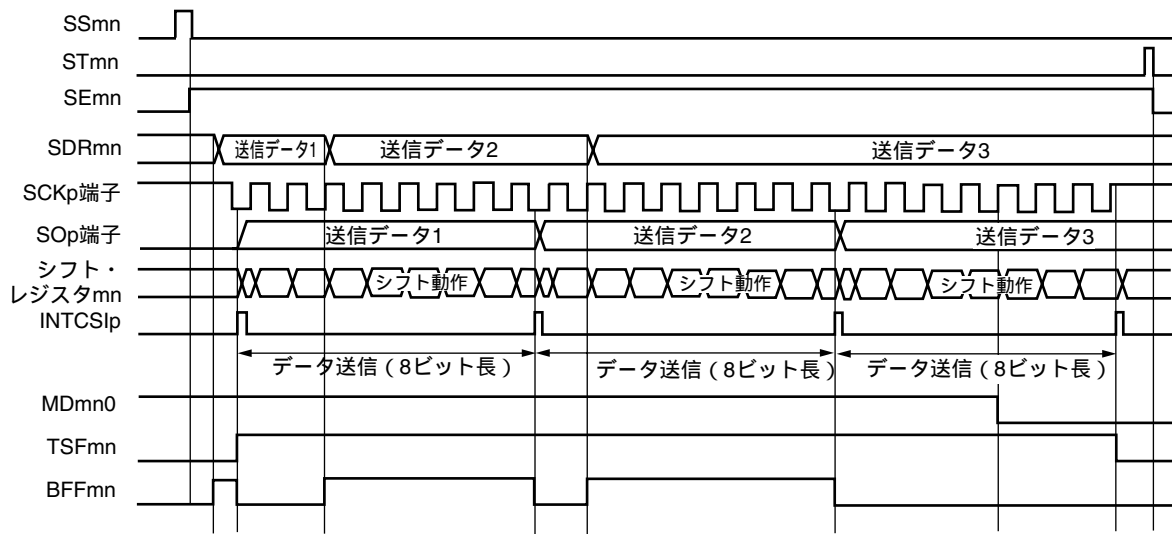 SSmn
STmn
SEmn
SDRmn 送信データ1 送信データ2 送信データ3
SCKp端子
SOp端子 送信データ1 送信データ2 送信データ3
シフト・
レジスタmn シフト動作 シフト動作 シフト動作
INTCSIp
データ送信(8ビット長) データ送信(8ビット長) データ送信(8ビット長)
MDmn0
TSFmn
BFFmn